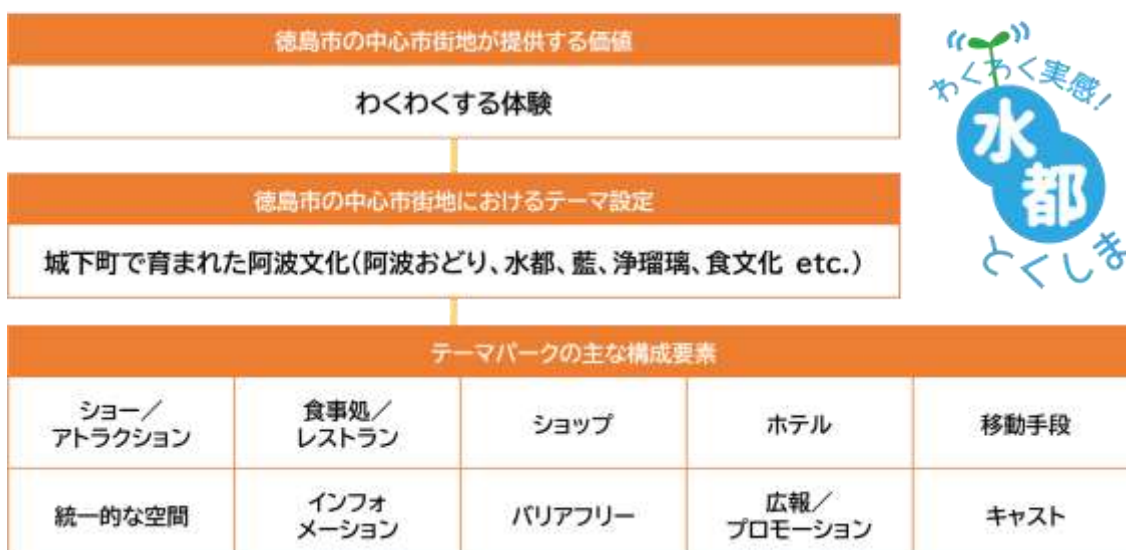 徳島市の中心市街地が提供する価値
わくわくする体験
わくわく実感!
水
都
とくしま
徳島市の中心市街地におけるテーマ設定
城下町で育まれた阿波文化(阿波おどり、水都、藍、浄瑠璃、食文化 etc.)
テーマパークの主な構成要素
ショー/
アトラクション
食事処/
レストラン
ショップ
ホテル
移動手段
統一的な空間
インフォ
メーション
バリアフリー
広報/
プロモーション
キャスト